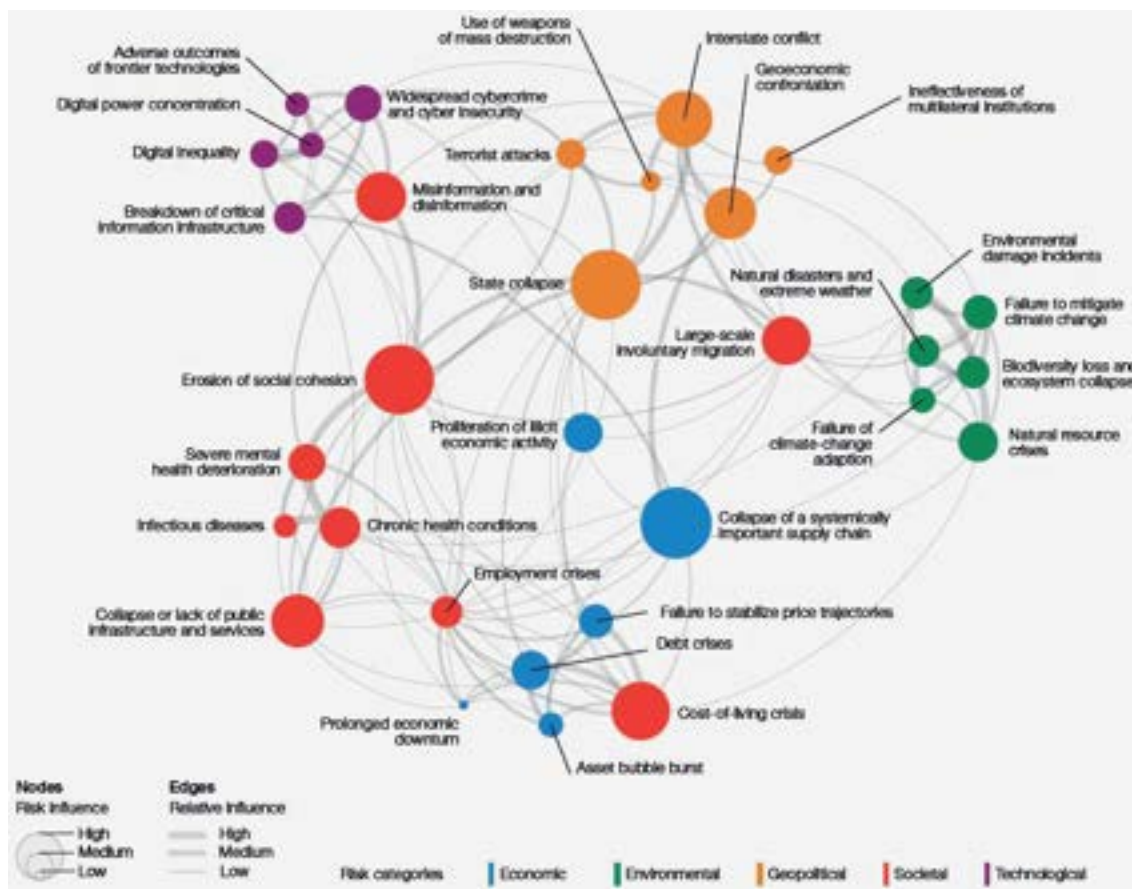 Use of weapons
of mass destruction
Interstate conflict
Adverse outcomes
of frontier technologies
Geoeconomic
confrontation
Ineffectiveness of
multilateral institutions
Digital power concentration
Widespread cybercrime
and cyber insecurity
Digital inequality
Terrorist attacks
Misinformation and
disinformation
Breakdown of critical
information infrastructure
Environmental
damage incidents
Natural disasters and
extreme weather
State collapse
Failure to mitigate
climate change
Large-scale
involuntary migration
Erosion of social cohesion
Biodiversity loss and
ecosystem collapse
Proliferation of illicit
economic activity
Failure of
climate-change
adaption
Natural resource
crises
Severe mental
health deterioration
Infectious diseases
Chronic health conditions
Collapse of a systemically
important supply chain
Employment crises
Collapse or lack of public
infrastructure and services
Failure to stabilize price trajectories
Debt crises
Prolonged economic
downturn
Cost-of-living crisis
Asset bubble burst
Nodes
Risk influence
High
Medium
Low
Edges
Relative influence
High
Medium
Low
Risk categories
Economic
Environmental
Geopolitical
Societal
Technological